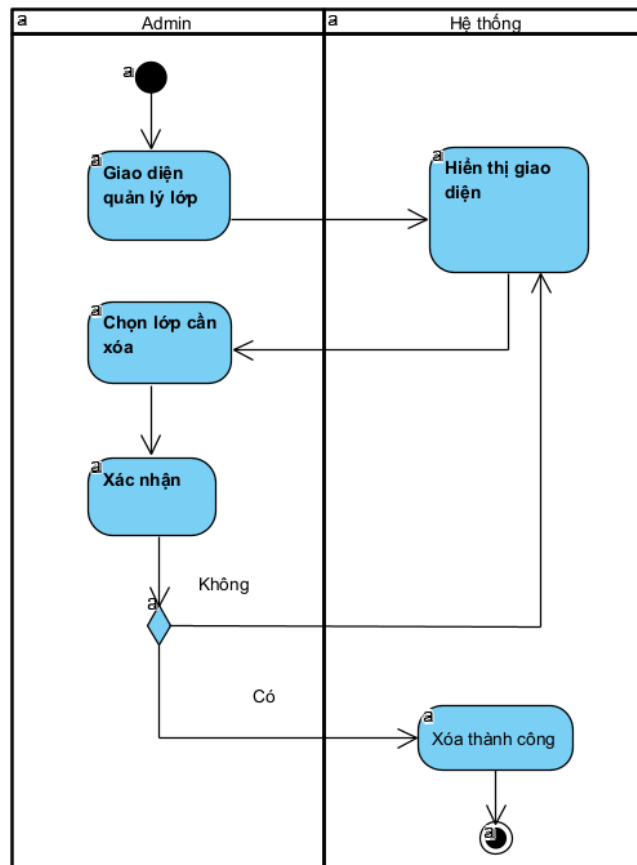 a
Admin
a
Hệ thống
a
a
Giao diện
quản lý lớp
a
Hiển thị giao
diện
a
Chọn lớp cần
xóa
a
Xác nhận
Không
a
Có
a
Xóa thành công
a